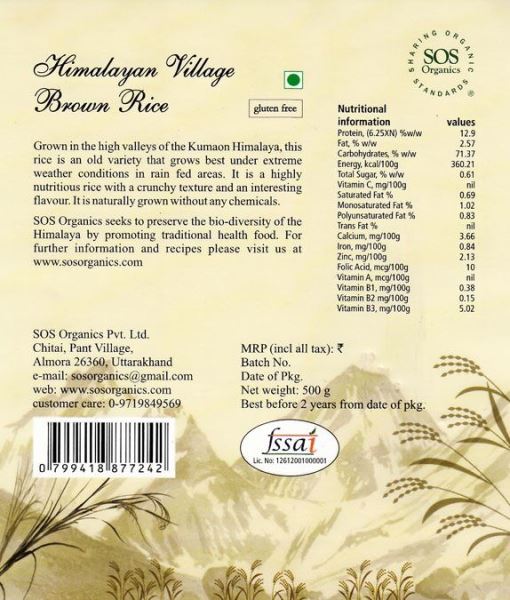 Himalayan Village
Brown Rice
gluten free
SHARING ORGANIC
SOS
Organics
STANDARDS
®
Grown in the high valleys of the Kumaon Himalaya, this
rice is an old variety that grows best under extreme
weather conditions in rain fed areas. It is a highly
nutritious rice with a crunchy texture and an interesting
flavour. It is naturally grown without any chemicals.
SOS Organics seeks to preserve the bio-diversity of the
Himalaya by promoting traditional health food. For
further information and recipes please visit us at
www.sosorganics.com
Nutritional
information values
Protein, (6.25XN) %w/w 12.9
Fat, % w/w 2.57
Carbohydrates, % w/w 71.37
Energy, kcal/100g 360.21
Total Sugar, % w/w 0.61
Vitamin C, mg/100g nil
Saturated Fat % 0.69
Monosaturated Fat % 1.02
Polyunsaturated Fat % 0.83
Trans Fat % nil
Calcium, mg/100g 3.66
Iron, mg/100g 0.84
Zinc, mg/100g 2.13
Folic Acid, mcg/100g 10
Vitamin A, mcg/100g nil
Vitamin B1, mg/100g 0.38
Vitamin B2 mg/100g 0.15
Vitamin B3, mg/100g 5.02
SOS Organics Pvt. Ltd.
Chitai, Pant Village,
Almora 26360, Uttarakhand
e-mail: sosorganics@gmail.com
web: www.sosorganics.com
customer care: 0-9719849569
MRP (incl all tax): ₹
Batch No.
Date of Pkg.
Net weight: 500 g
Best before 2 years from date of pkg.
0 799418 877242
fssai
Lic. No: 12612001000001